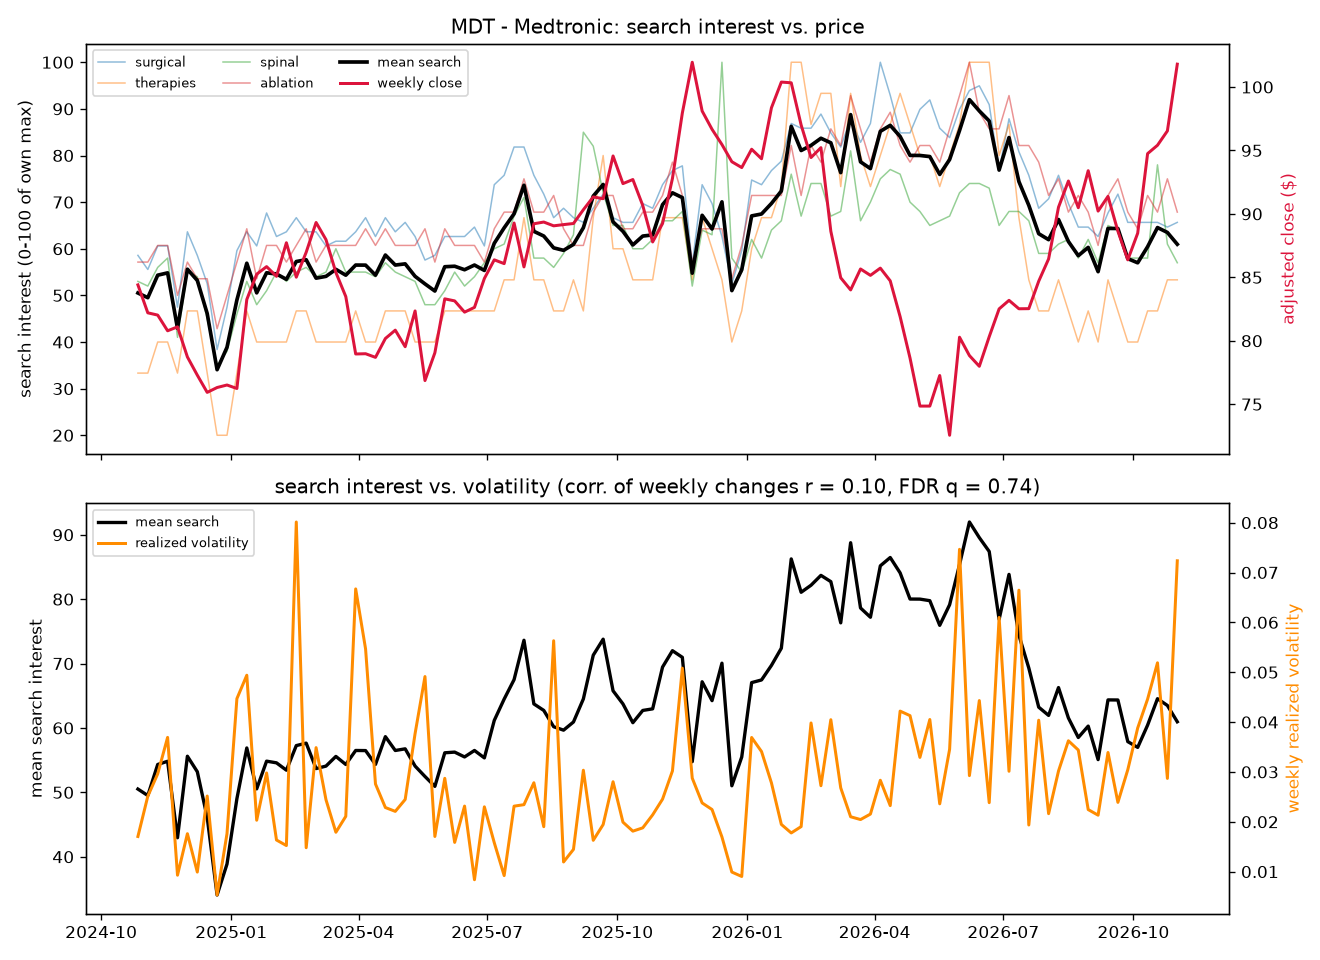 MDT - Medtronic: search interest vs. price
surgical
therapies
spinal
ablation
mean search
weekly close
100
90
80
70
60
50
40
30
20
search interest (0-100 of own max)
100
95
90
85
80
75
adjusted close ($)
search interest vs. volatility (corr. of weekly changes r = 0.10, FDR q = 0.74)
mean search
realized volatility
90
80
70
60
50
40
mean search interest
0.08
0.07
0.06
0.05
0.04
0.03
0.02
0.01
weekly realized volatility
2024-10
2025-01
2025-04
2025-07
2025-10
2026-01
2026-04
2026-07
2026-10